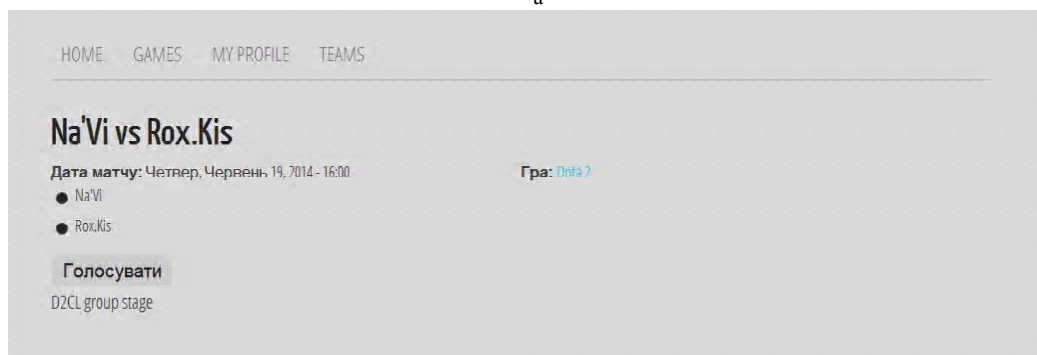 а
HOME GAMES MY PROFILE TEAMS
Na'Vi vs Rox.Kis
Дата матчу: Четвер, Червень 19, 2014 - 16:00 Гра: Dota 2
Na'Vi
Rox.Kis
Голосувати
D2CL group stage